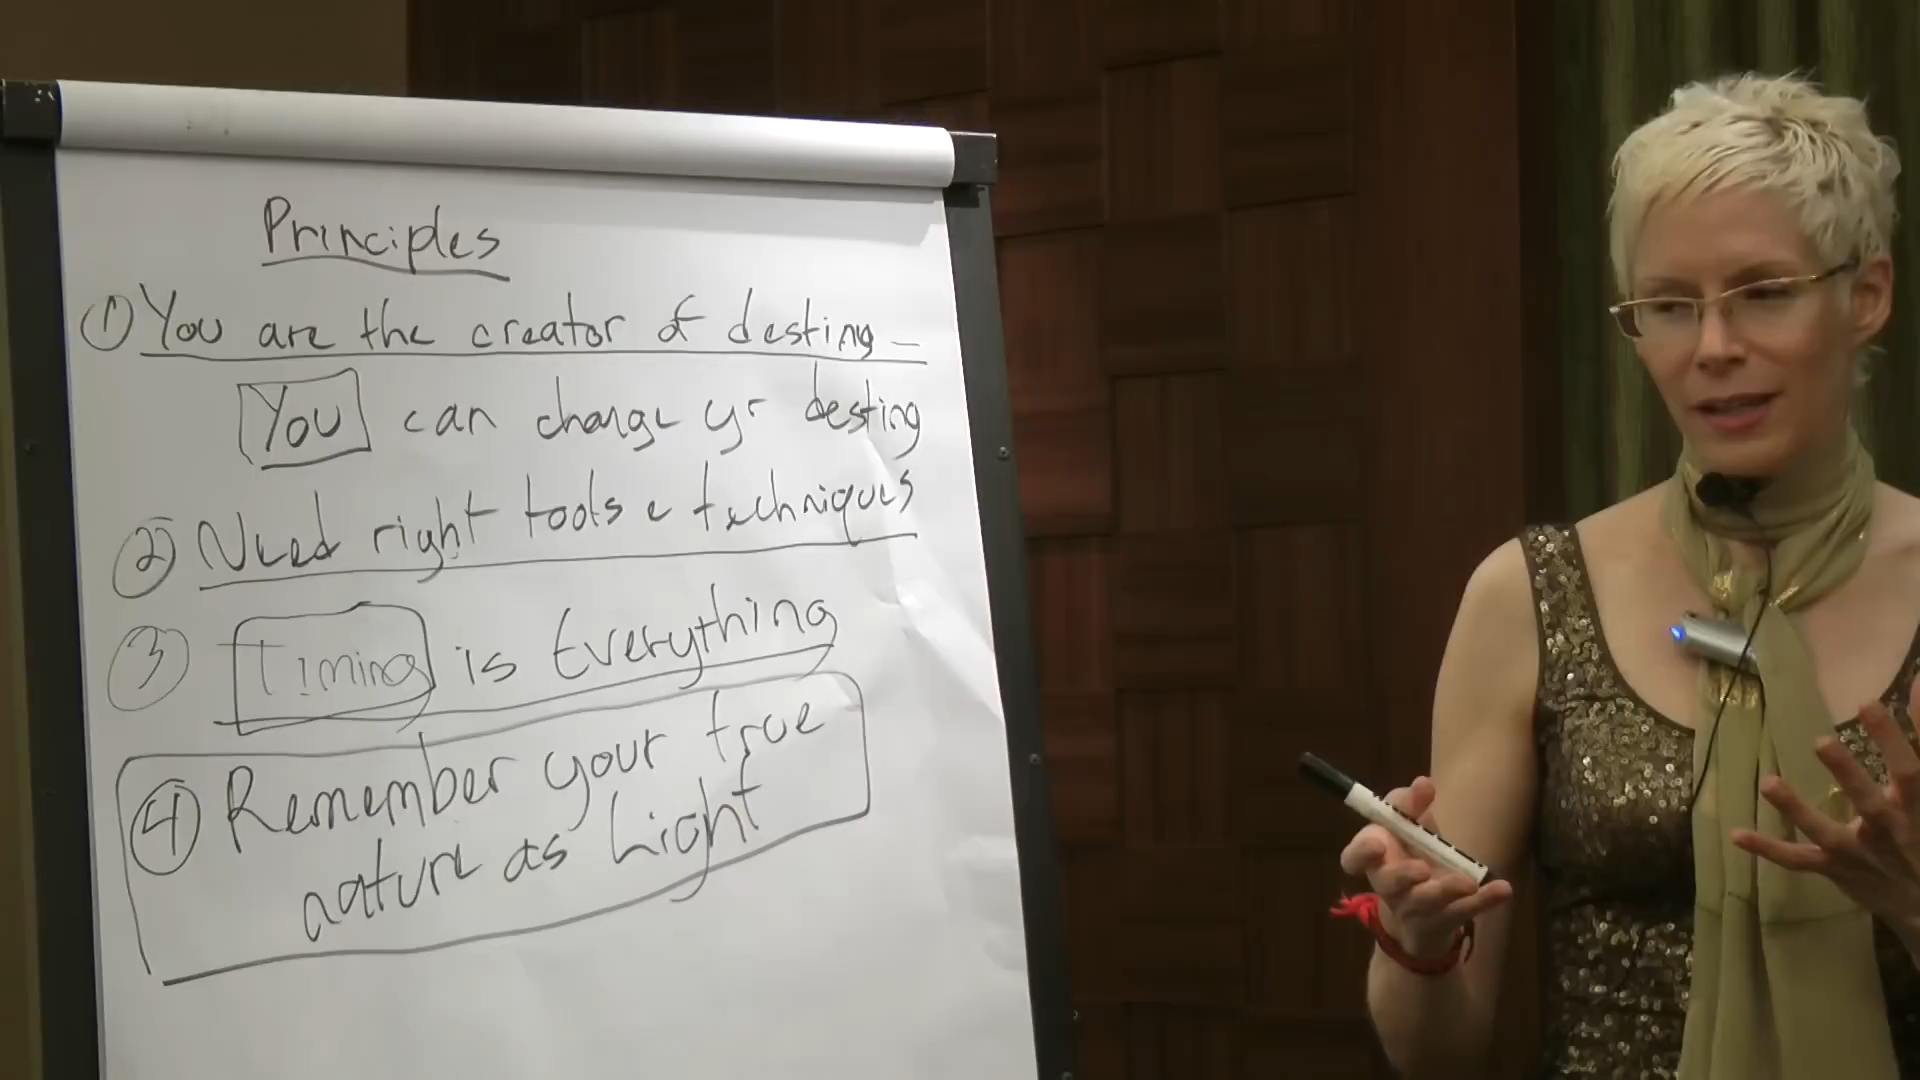 Principles
① You are the creator of destiny –
You can change yr destiny
② Need right tools & techniques
③ Timing is Everything
④ Remember your true
nature as Light